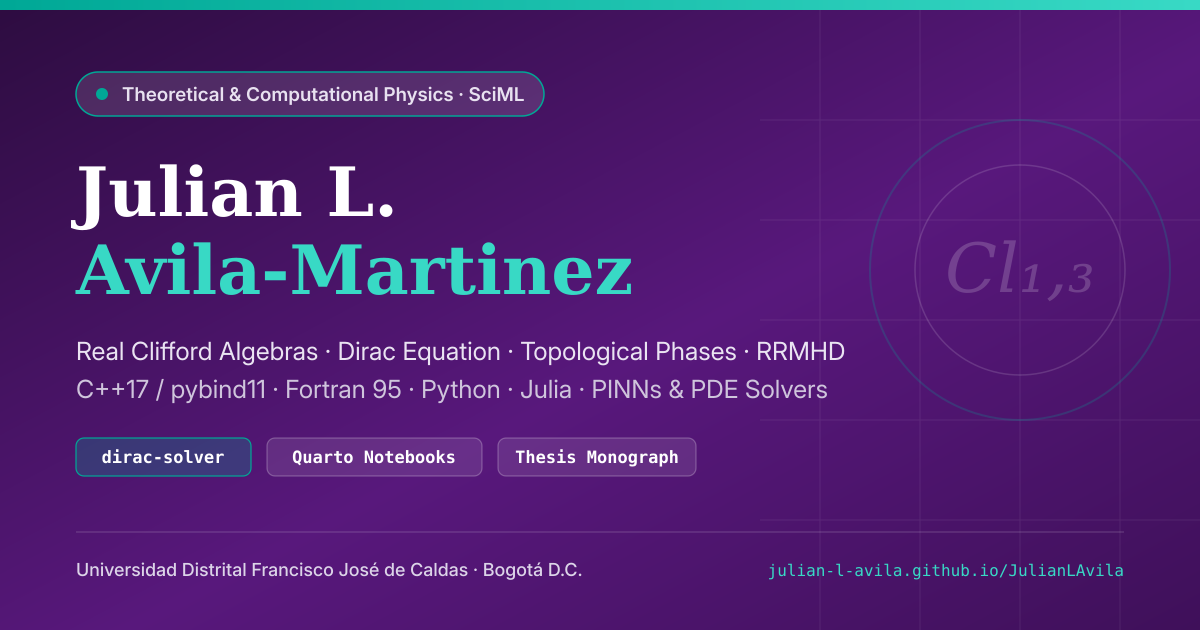 Theoretical & Computational Physics · SciML
Julian L.
Avila-Martinez
Cl₁,₃
Real Clifford Algebras · Dirac Equation · Topological Phases · RRMHD
C++17 / pybind11 · Fortran 95 · Python · Julia · PINNs & PDE Solvers
dirac-solver
Quarto Notebooks
Thesis Monograph
Universidad Distrital Francisco José de Caldas · Bogotá D.C.
julian-l-avila.github.io/JulianLAvila